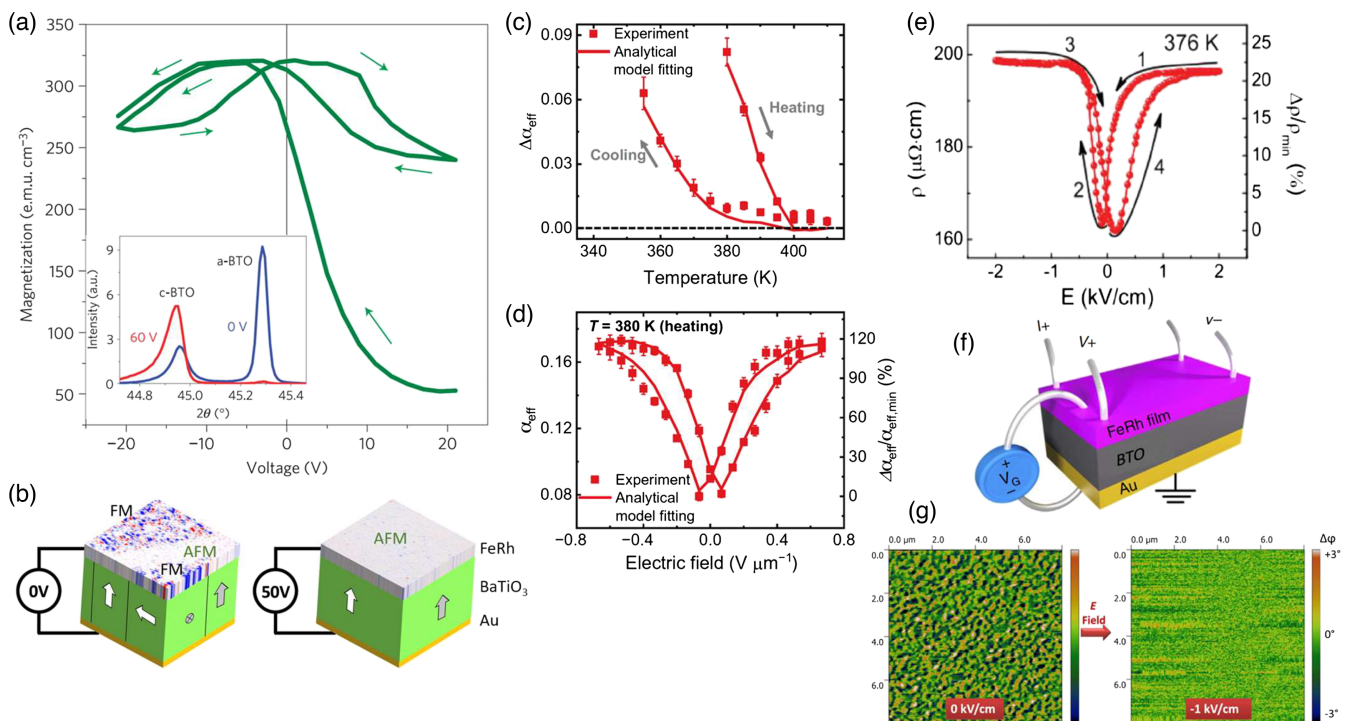 (a)
350
300
250
200
150
100
50
Magnetization (e.m.u. cm−3)
−20
−10
0
10
20
Voltage (V)
9
6
3
0
Intensity (a.u.)
c-BTO
a-BTO
60 V
0 V
44.8
45.0
45.2
45.4
2θ (°)
(b)
FM
AFM
FM
0V
AFM
50V
FeRh
BaTiO3
Au
(c)
0.09
0.06
0.03
0.00
Δαeff
Experiment
Analytical
model fitting
Heating
Cooling
340
360
380
400
Temperature (K)
(d)
T = 380 K (heating)
0.16
0.12
0.08
αeff
120
90
60
30
0
Δαeff/αeff,min (%)
Experiment
Analytical
model fitting
−0.8
−0.4
0.0
0.4
0.8
Electric field (V μm−1)
(e)
376 K
3
1
2
4
200
180
160
ρ (μΩ·cm)
25
20
15
10
5
0
Δρ/ρmin (%)
-2
-1
0
1
2
E (kV/cm)
(f)
I+
V+
v−
FeRh film
BTO
Au
+
VG
−
(g)
0.0 μm
2.0
4.0
6.0
0.0
2.0
4.0
6.0
0 kV/cm
E
Field
0.0 μm
2.0
4.0
6.0
0.0
2.0
4.0
6.0
-1 kV/cm
Δφ
+3°
0°
-3°